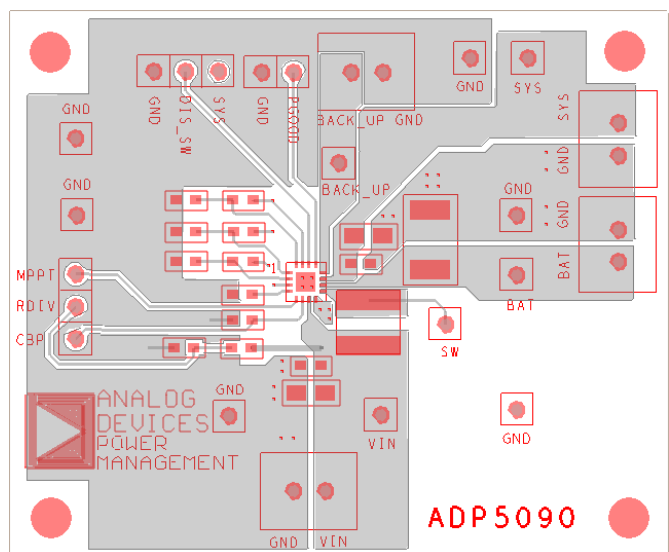 GND
DIS_SW
SYS
GND
PGOOD
BACK_UP GND
GND
SYS
SYS
GND
GND
BACK_UP
GND
GND
GND
BAT
BAT
MPPT
1
RDIV
CBP
SW
ANALOG
DEVICES
POWER
MANAGEMENT
GND
VIN
GND
GND VIN
ADP5090